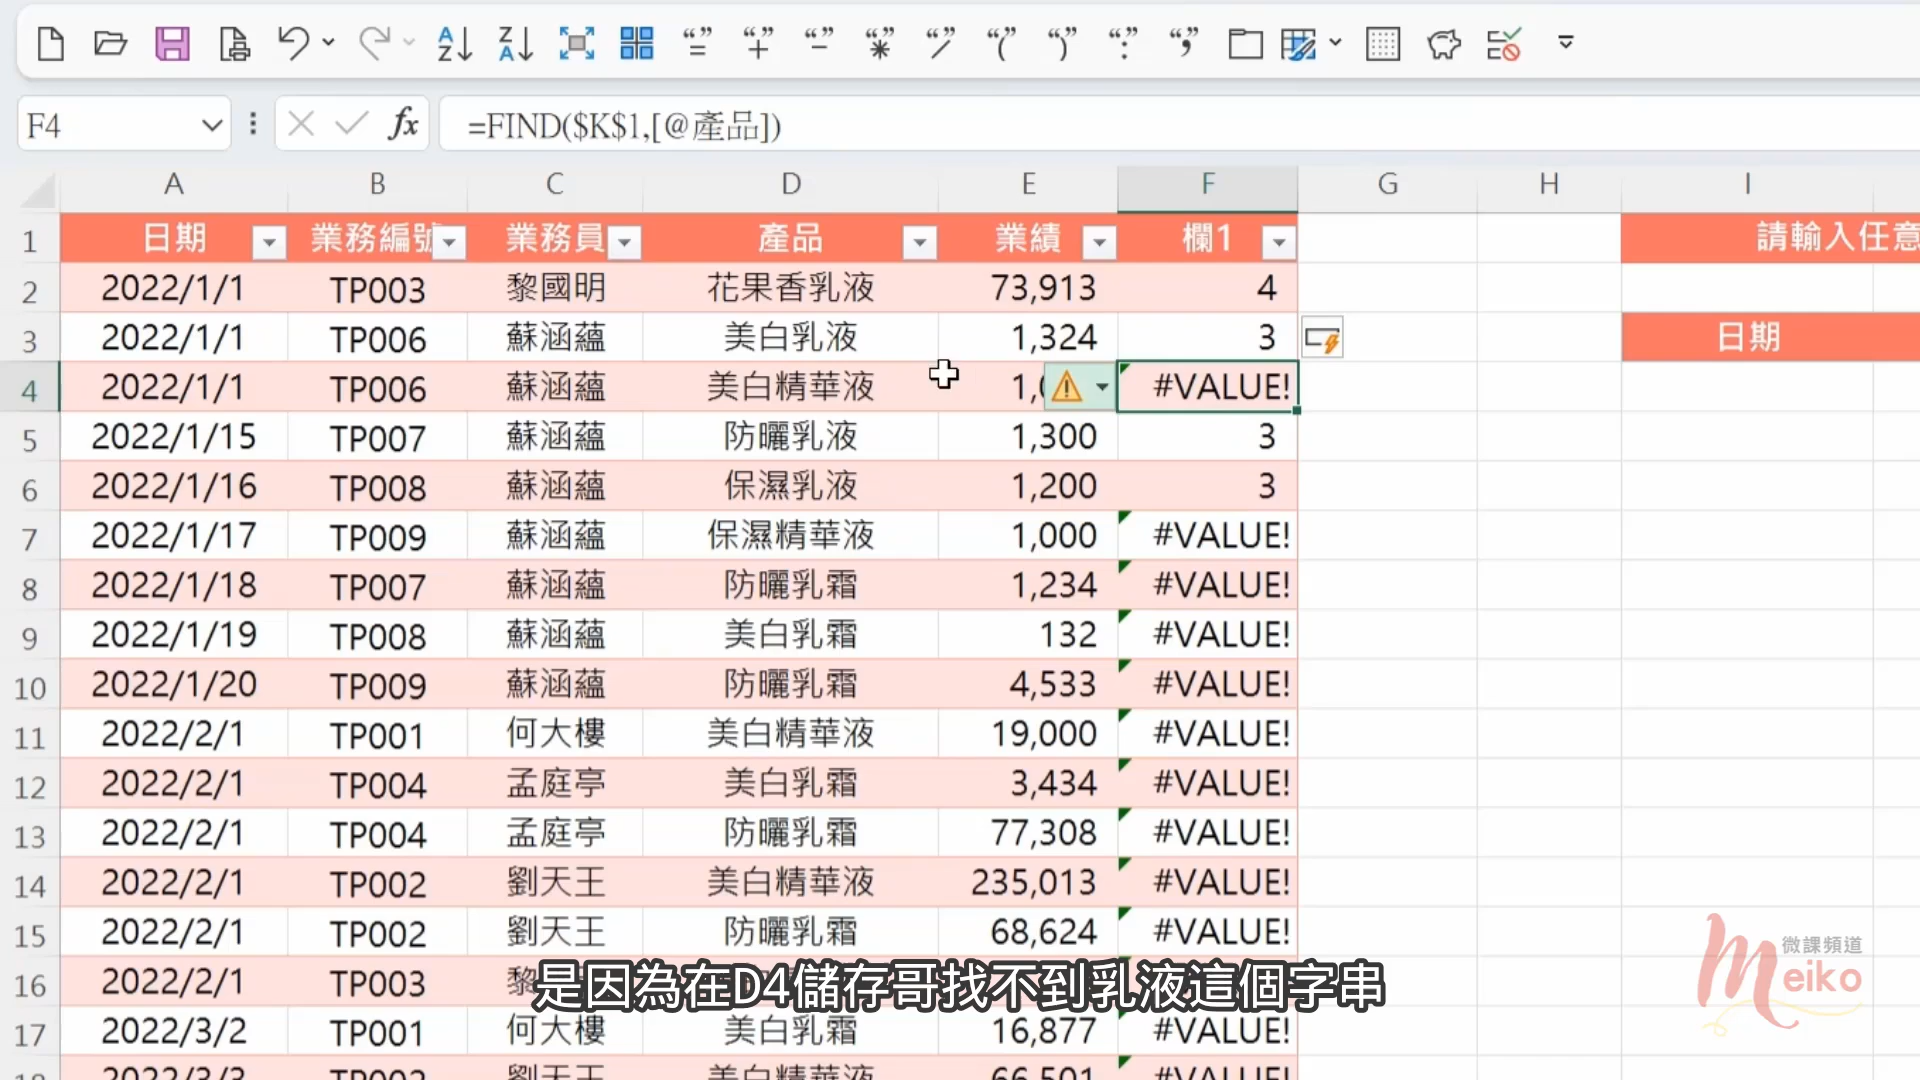 F4
=FIND($K$1,[@產品])
A B C D E F G H I
1 日期 業務編號 業務員 產品 業績 欄1 請輸入任意
2 2022/1/1 TP003 黎國明 花果香乳液 73,913 4
3 2022/1/1 TP006 蘇涵蘊 美白乳液 1,324 3 日期
4 2022/1/1 TP006 蘇涵蘊 美白精華液 #VALUE!
5 2022/1/15 TP007 蘇涵蘊 防曬乳液 1,300 3
6 2022/1/16 TP008 蘇涵蘊 保濕乳液 1,200 3
7 2022/1/17 TP009 蘇涵蘊 保濕精華液 1,000 #VALUE!
8 2022/1/18 TP007 蘇涵蘊 防曬乳霜 1,234 #VALUE!
9 2022/1/19 TP008 蘇涵蘊 美白乳霜 132 #VALUE!
10 2022/1/20 TP009 蘇涵蘊 防曬乳霜 4,533 #VALUE!
11 2022/2/1 TP001 何大樓 美白精華液 19,000 #VALUE!
12 2022/2/1 TP004 孟庭亭 美白乳霜 3,434 #VALUE!
13 2022/2/1 TP004 孟庭亭 防曬乳霜 77,308 #VALUE!
14 2022/2/1 TP002 劉天王 美白精華液 235,013 #VALUE!
15 2022/2/1 TP002 劉天王 防曬乳霜 68,624 #VALUE!
16 2022/2/1 TP003
是因為在D4儲存哥找不到乳液這個字串
17 2022/3/2 TP001 何大樓 美白乳霜 16,877 #VALUE!
微課頻道
Meiko